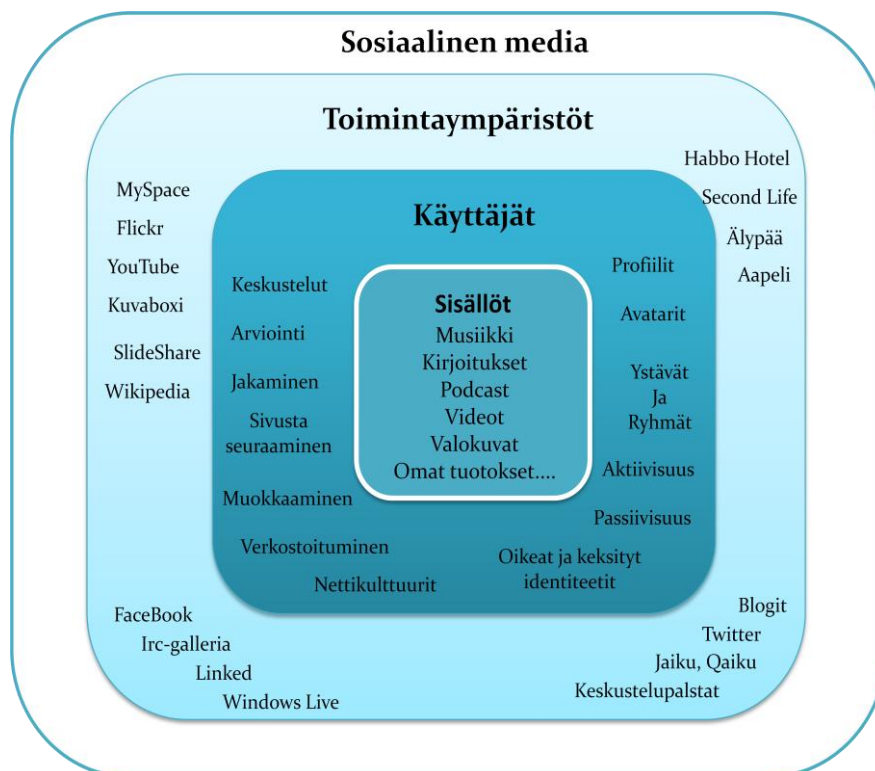 Sosiaalinen media
Toimintaympäristöt
MySpace
Flickr
YouTube
Kuvaboxi
SlideShare
Wikipedia
Habbo Hotel
Second Life
Älypää
Aapeli
Käyttäjät
Keskustelut
Arviointi
Jakaminen
Sivusta
seuraaminen
Muokkaaminen
Verkostoituminen
Nettikulttuurit
Sisällöt
Musiikki
Kirjoitukset
Podcast
Videot
Valokuvat
Omat tuotokset....
Profiilit
Avatarit
Ystävät
Ja
Ryhmät
Aktiivisuus
Passiivisuus
Oikeat ja keksityt
identiteetit
FaceBook
Irc-galleria
Linked
Windows Live
Blogit
Twitter
Jaiku, Qaiku
Keskustelupalstat